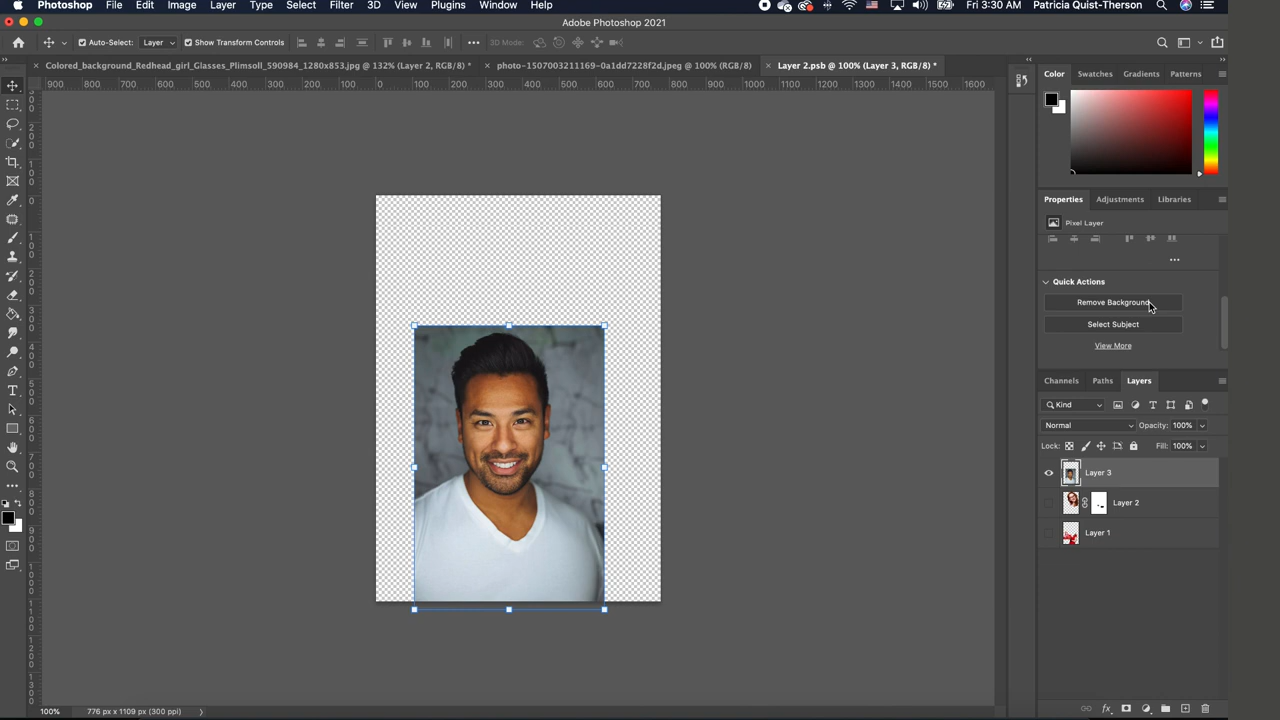 Photoshop File Edit Image Layer Type Select Filter 3D View Plugins Window Help Fri 3:30 AM Patricia Quist-Therson
Adobe Photoshop 2021
Auto-Select: Layer Show Transform Controls 3D Mode:
Colored_background_Redhead_girl_Glasses_Plimsoll_590984_1280x853.jpg @ 132% (Layer 2, RGB/8) * photo-1507003211169-0a1dd7228f2d.jpeg @ 100% (RGB/8) Layer 2.psb @ 100% (Layer 3, RGB/8) *
900 800 700 600 500 400 300 200 100 0 100 200 300 400 500 600 700 800 900 1000 1100 1200 1300 1400 1500 1600
Color Swatches Gradients Patterns
Properties Adjustments Libraries
Pixel Layer
Quick Actions
Remove Background
Select Subject
View More
Channels Paths Layers
Kind
Normal Opacity: 100%
Lock: Fill: 100%
Layer 3
Layer 2
Layer 1
100% 776 px x 1109 px (300 ppi)